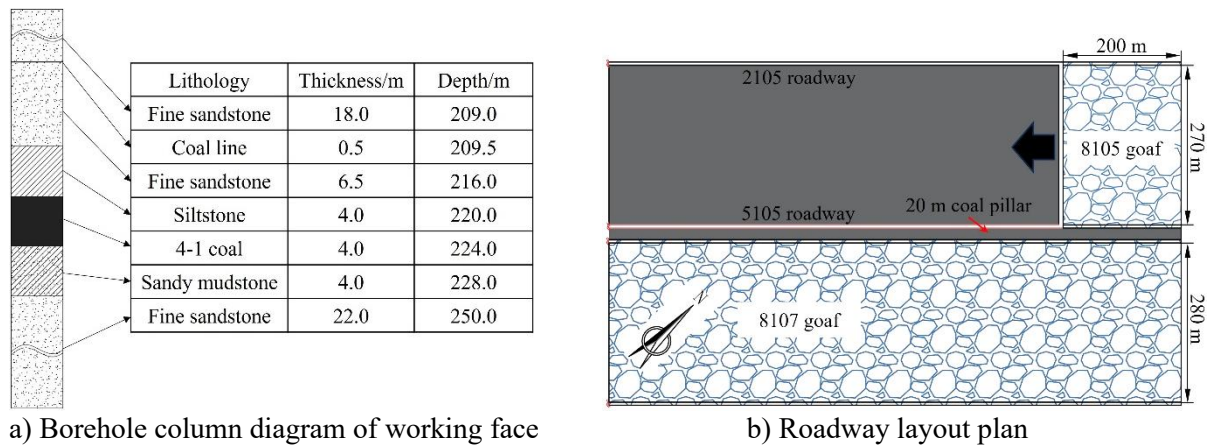 Lithology Thickness/m Depth/m
Fine sandstone 18.0 209.0
Coal line 0.5 209.5
Fine sandstone 6.5 216.0
Siltstone 4.0 220.0
4-1 coal 4.0 224.0
Sandy mudstone 4.0 228.0
Fine sandstone 22.0 250.0
a) Borehole column diagram of working face
200 m
2105 roadway
270 m
8105 goaf
5105 roadway
20 m coal pillar
N
8107 goaf
280 m
b) Roadway layout plan